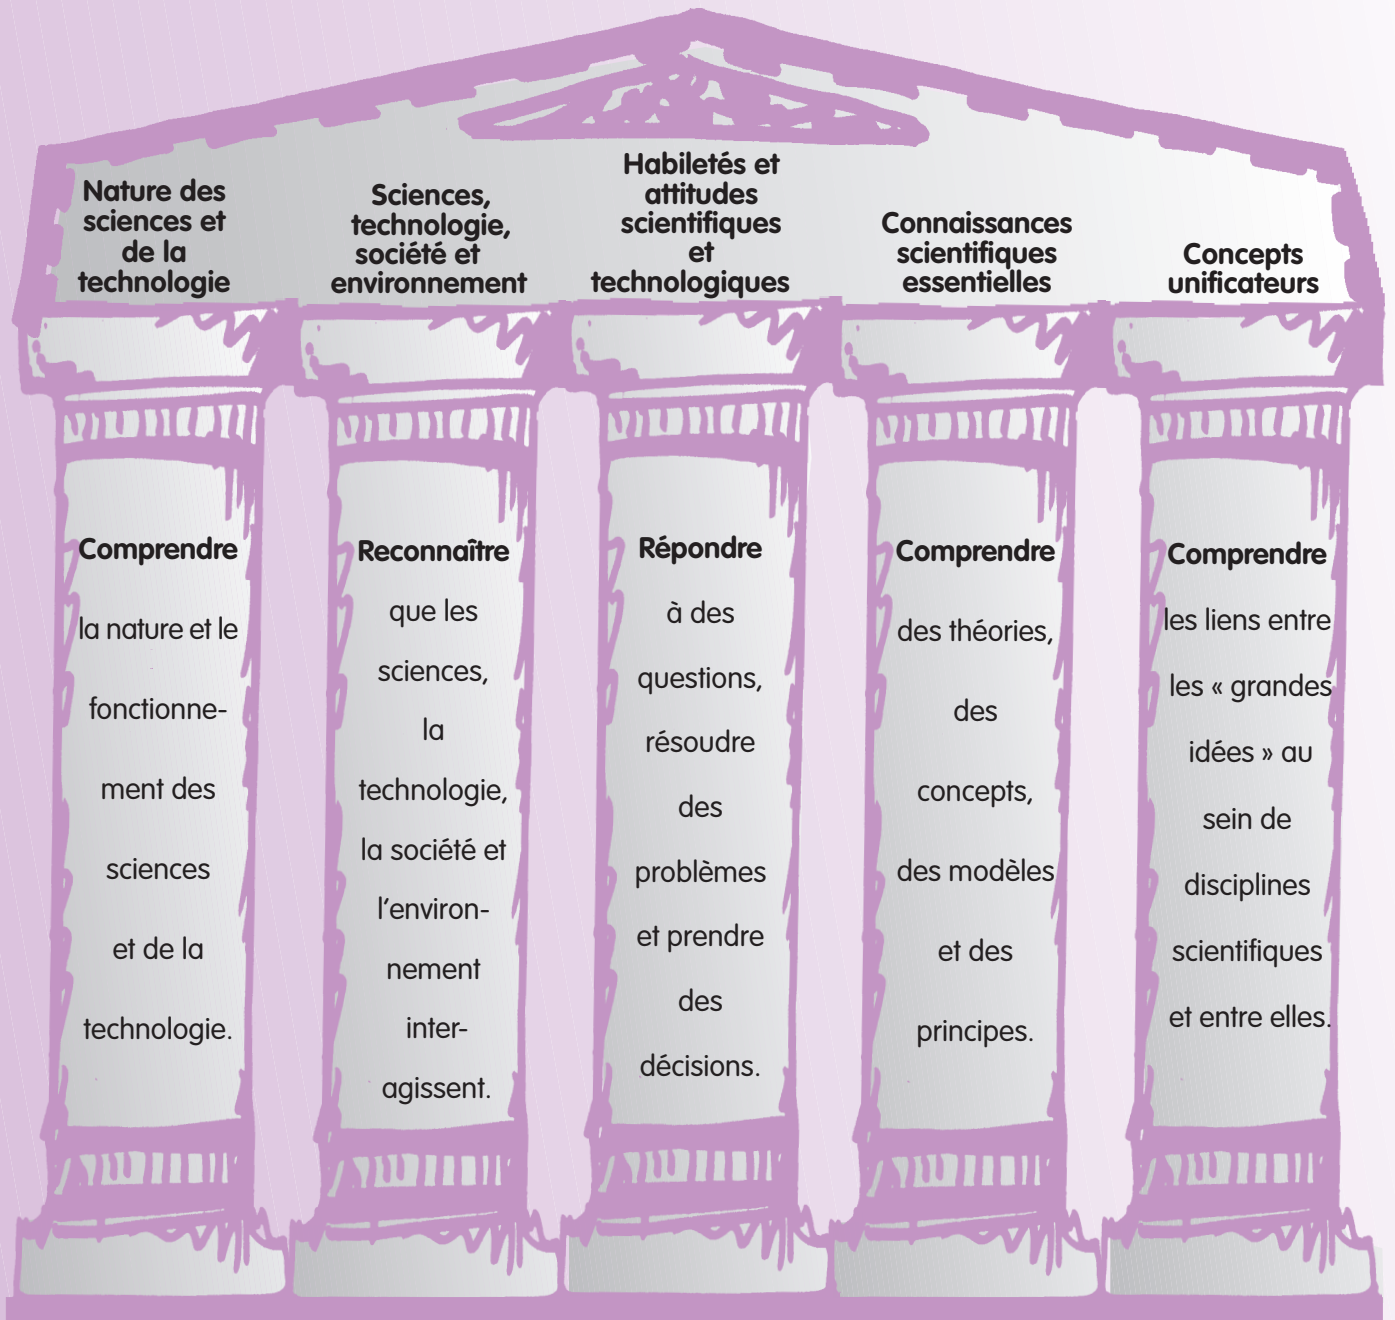 Nature des
sciences et
de la
technologie
Sciences,
technologie,
société et
environnement
Habiletés et
attitudes
scientifiques
et
technologiques
Connaissances
scientifiques
essentielles
Concepts
unificateurs
Comprendre
la nature et le
fonctionne-
ment des
sciences
et de la
technologie.
Reconnaître
que les
sciences,
la
technologie,
la société et
l'environ-
nement
inter-
agissent.
Répondre
à des
questions,
résoudre
des
problèmes
et prendre
des
décisions.
Comprendre
des théories,
des
concepts,
des modèles
et des
principes.
Comprendre
les liens entre
les « grandes
idées » au
sein de
disciplines
scientifiques
et entre elles.